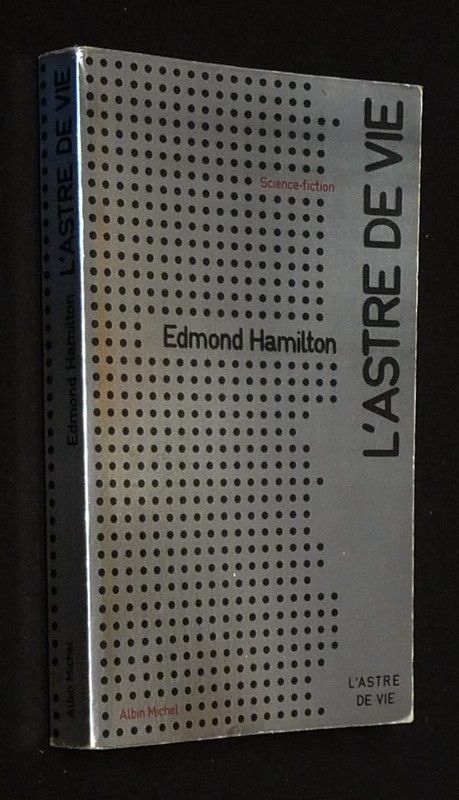 L'ASTRE DE VIE
Edmond Hamilton
Albin Michel
Science-fiction
Edmond Hamilton
L'ASTRE DE VIE
Albin Michel
L'ASTRE
DE VIE